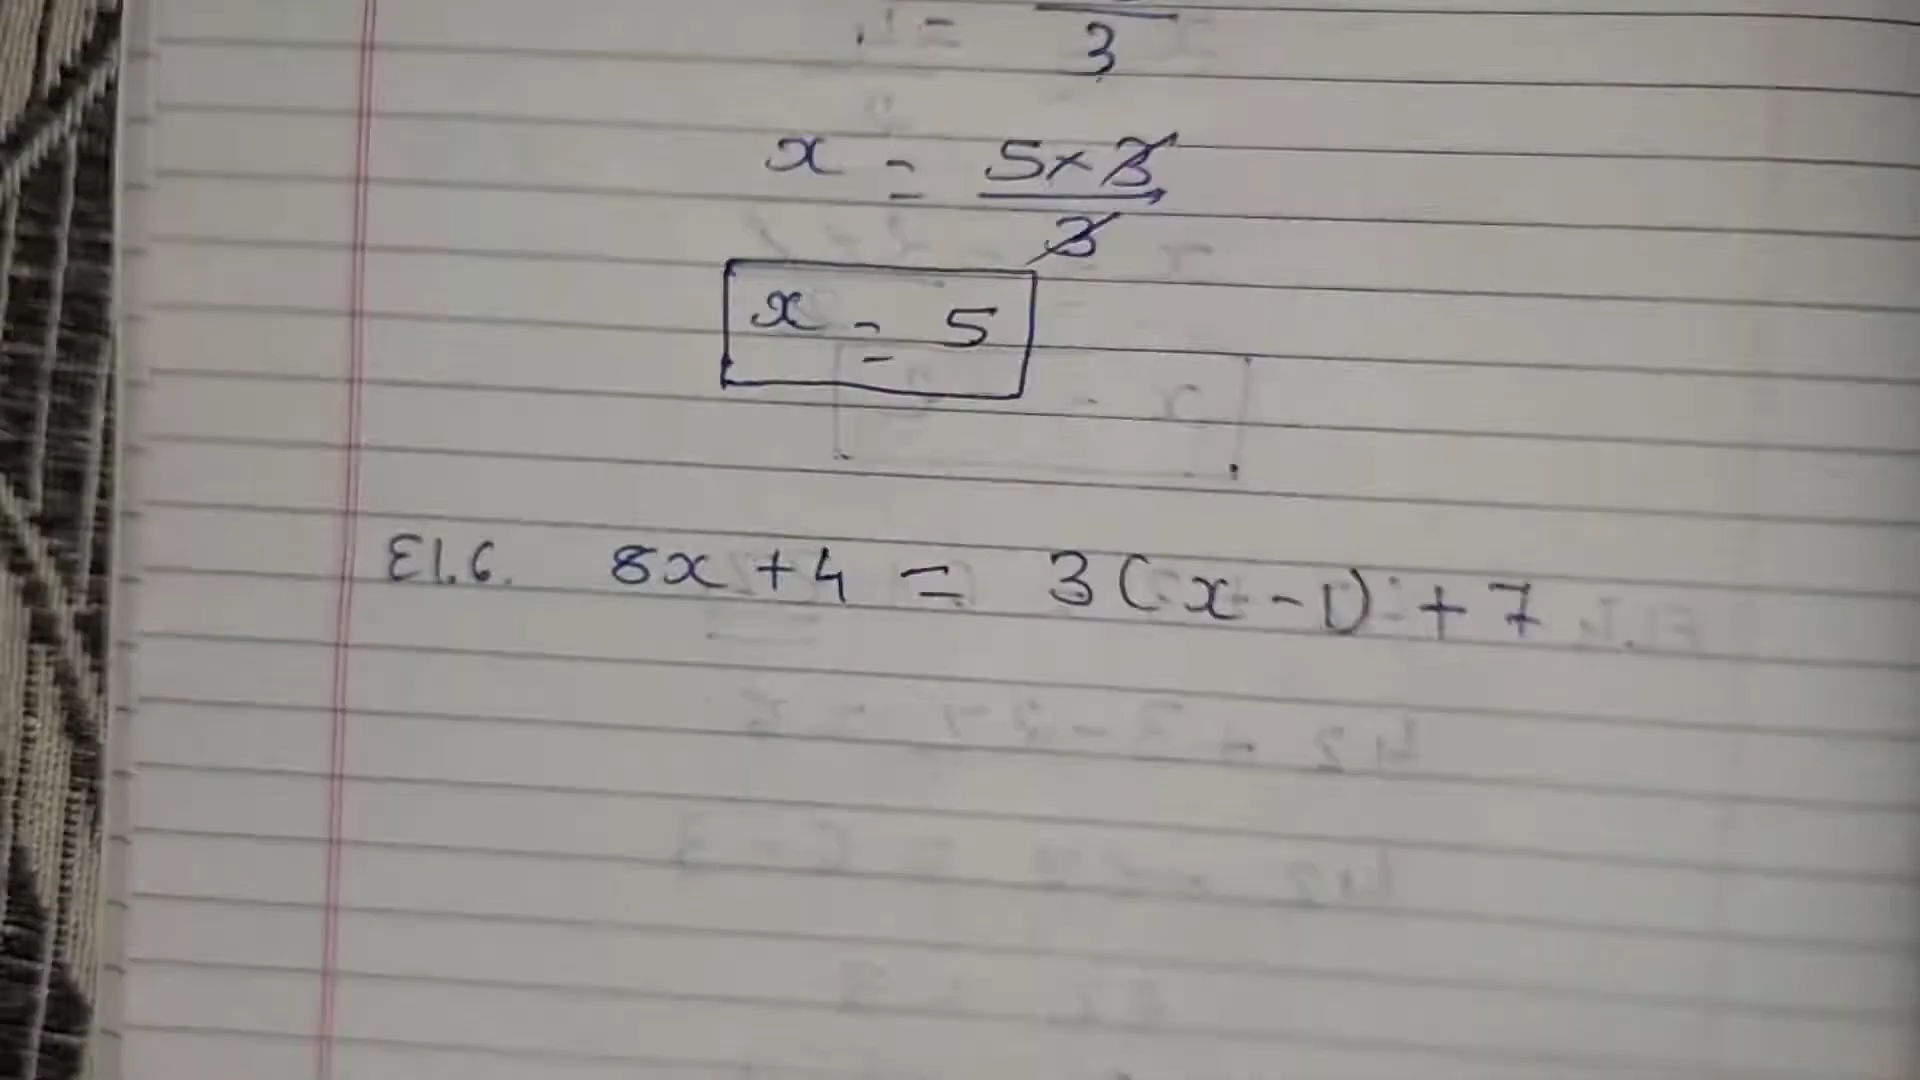 3
x = 5×3
3
x = 5
E1.6. 8x + 4 = 3(x - 1) + 7